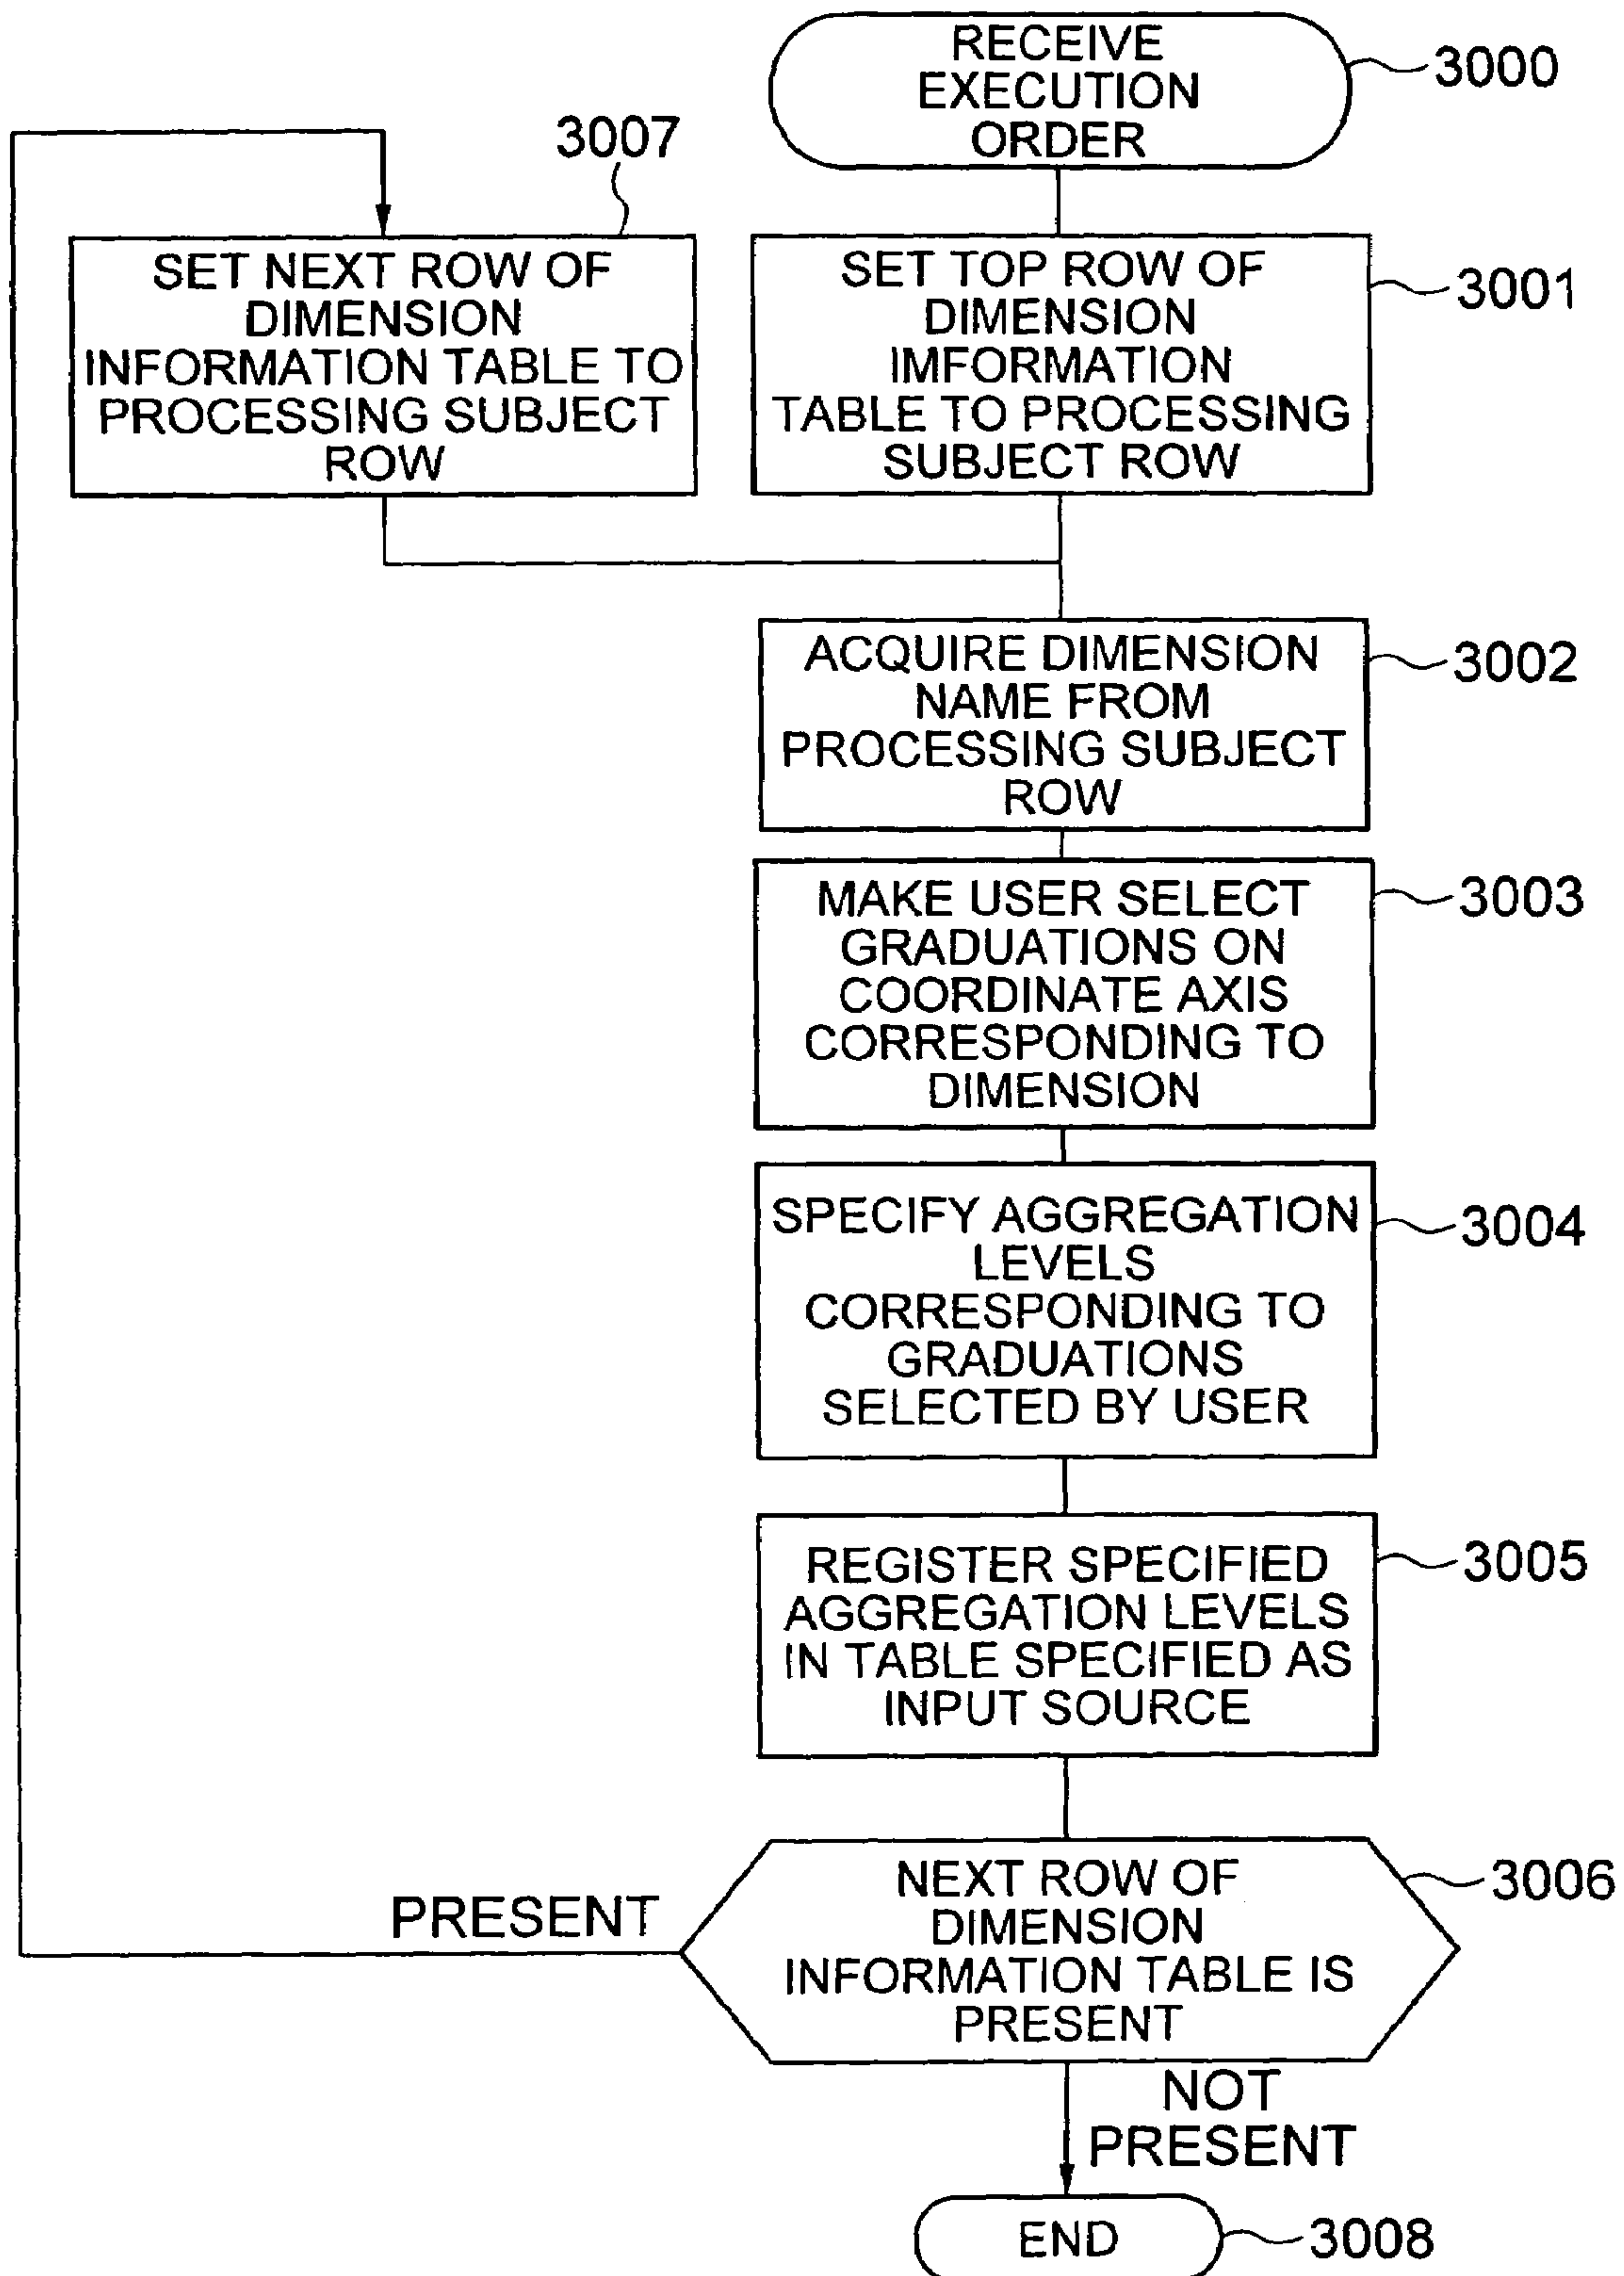 RECEIVE
EXECUTION
ORDER
3000
3007
SET NEXT ROW OF
DIMENSION
INFORMATION TABLE TO
PROCESSING SUBJECT
ROW
SET TOP ROW OF
DIMENSION
IMFORMATION
TABLE TO PROCESSING
SUBJECT ROW
3001
ACQUIRE DIMENSION
NAME FROM
PROCESSING SUBJECT
ROW
3002
MAKE USER SELECT
GRADUATIONS ON
COORDINATE AXIS
CORRESPONDING TO
DIMENSION
3003
SPECIFY AGGREGATION
LEVELS
CORRESPONDING TO
GRADUATIONS
SELECTED BY USER
3004
REGISTER SPECIFIED
AGGREGATION LEVELS
IN TABLE SPECIFIED AS
INPUT SOURCE
3005
NEXT ROW OF
DIMENSION
INFORMATION TABLE IS
PRESENT
3006
PRESENT
NOT
PRESENT
END
3008